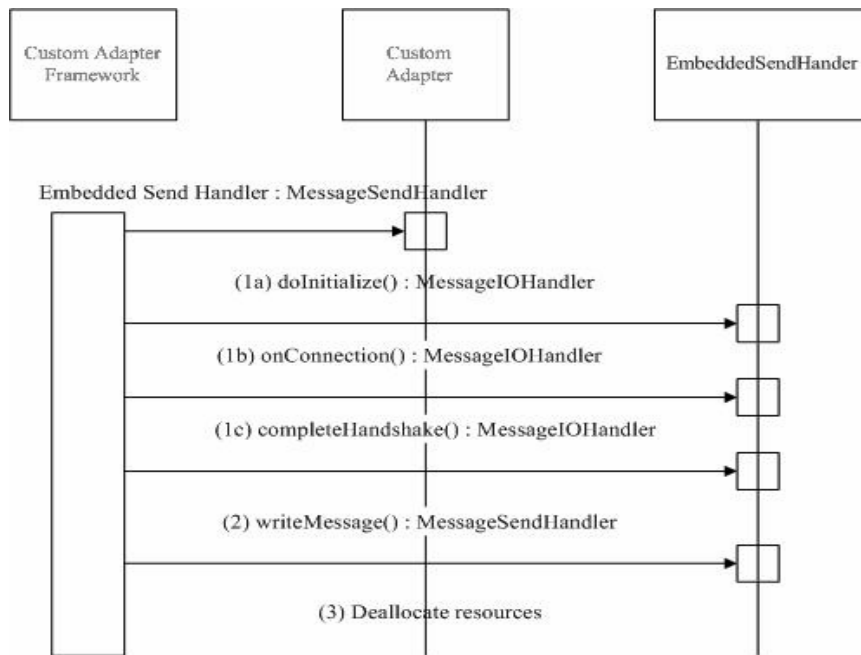 Custom Adapter
Framework
Custom
Adapter
EmbeddedSendHander
Embedded Send Handler : MessageSendHandler
(1a) doInitialize() : MessageIOHandler
(1b) onConnection() : MessageIOHandler
(1c) completeHandshake() : MessageIOHandler
(2) writeMessage() : MessageSendHandler
(3) Deallocate resources